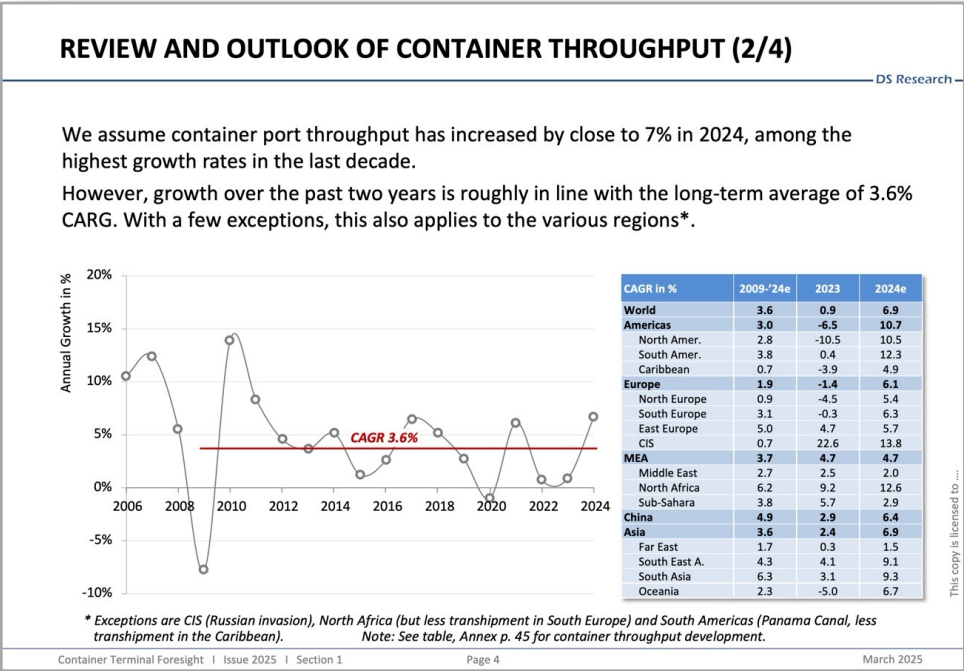 REVIEW AND OUTLOOK OF CONTAINER THROUGHPUT (2/4)
DS Research
We assume container port throughput has increased by close to 7% in 2024, among the
highest growth rates in the last decade.
However, growth over the past two years is roughly in line with the long-term average of 3.6%
CARG. With a few exceptions, this also applies to the various regions*.
Annual Growth in %
20%
15%
10%
5%
0%
-5%
-10%
CAGR 3.6%
2006 2008 2010 2012 2014 2016 2018 2020 2022 2024
CAGR in % 2009-'24e 2023 2024e
World 3.6 0.9 6.9
Americas 3.0 -6.5 10.7
North Amer. 2.8 -10.5 10.5
South Amer. 3.8 0.4 12.3
Caribbean 0.7 -3.9 4.9
Europe 1.9 -1.4 6.1
North Europe 0.9 -4.5 5.4
South Europe 3.1 -0.3 6.3
East Europe 5.0 4.7 5.7
CIS 0.7 22.6 13.8
MEA 3.7 4.7 4.7
Middle East 2.7 2.5 2.0
North Africa 6.2 9.2 12.6
Sub-Sahara 3.8 5.7 2.9
China 4.9 2.9 6.4
Asia 3.6 2.4 6.9
Far East 1.7 0.3 1.5
South East A. 4.3 4.1 9.1
South Asia 6.3 3.1 9.3
Oceania 2.3 -5.0 6.7
This copy is licensed to ....
* Exceptions are CIS (Russian invasion), North Africa (but less transhipment in South Europe) and South Americas (Panama Canal, less
transhipment in the Caribbean). Note: See table, Annex p. 45 for container throughput development.
Container Terminal Foresight I Issue 2025 I Section 1 Page 4 March 2025